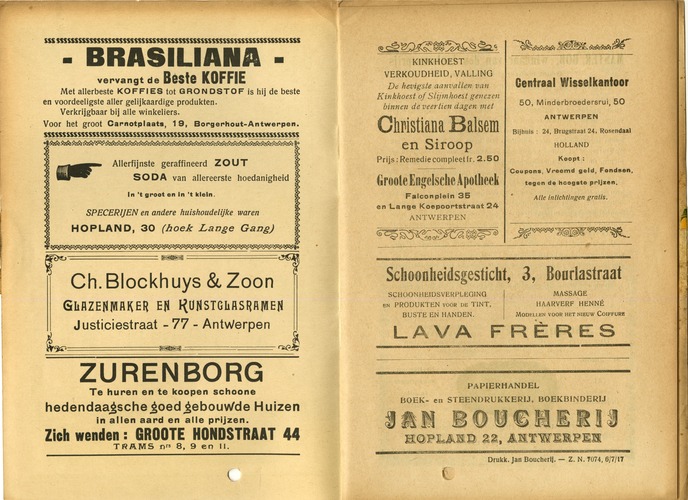 - BRASILIANA -
vervangt de Beste KOFFIE
Met allerbeste KOFFIES tot GRONDSTOF is hij de beste
en voordeeligste aller gelijkaardige produkten.
Verkrijgbaar bij alle winkeliers.
Voor het groot Carnotplaats, 19, Borgerhout-Antwerpen.
Allerfijnste geraffineerd ZOUT
SODA van allereerste hoedanigheid
in 't groot en in 't klein.
SPECERIJEN en andere huishoudelijke waren
HOPLAND, 30 (hoek Lange Gang)
Ch. Blockhuys & Zoon
GLAZENMAKER EN KUNSTGLASRAMEN
Justiciestraat - 77 - Antwerpen
ZURENBORG
Te huren en te koopen schoone
hedendaagsche goed gebouwde Huizen
in allen aard en alle prijzen.
Zich wenden : GROOTE HONDSTRAAT 44
TRAMS nrs 8, 9 en 11.
KINKHOEST
VERKOUDHEID, VALLING
De hevigste aanvallen van
Kinkhoest of Slijmhoest genezen
binnen de veertien dagen met
Christiana Balsem
en Siroop
Prijs : Remedie compleet fr. 2.50
Groote Engelsche Apotheek
Falconplein 35
en Lange Koepoortstraat 24
ANTWERPEN
Centraal Wisselkantoor
50, Minderbroedersrui, 50
ANTWERPEN
Bijhuis : 24, Brugstraat 24, Rosendaal
HOLLAND
Koopt :
Coupons, Vreemd geld, Fondsen,
tegen de hoogste prijzen.
Alle inlichtingen gratis.
Schoonheidsgesticht, 3, Bourlastraat
SCHOONHEIDSVERPLEGING
EN PRODUKTEN VOOR DE TINT,
BUSTE EN HANDEN.
MASSAGE
HAARVERF HENNÉ
MODELLEN VOOR HET NIEUW COIFFURE
LAVA FRÈRES
PAPIERHANDEL
BOEK- EN STEENDRUKKERIJ, BOEKBINDERIJ
JAN BOUCHERIJ
HOPLAND 22, ANTWERPEN
Drukk. Jan Boucherij. — Z. N. 7074, 6/7/17